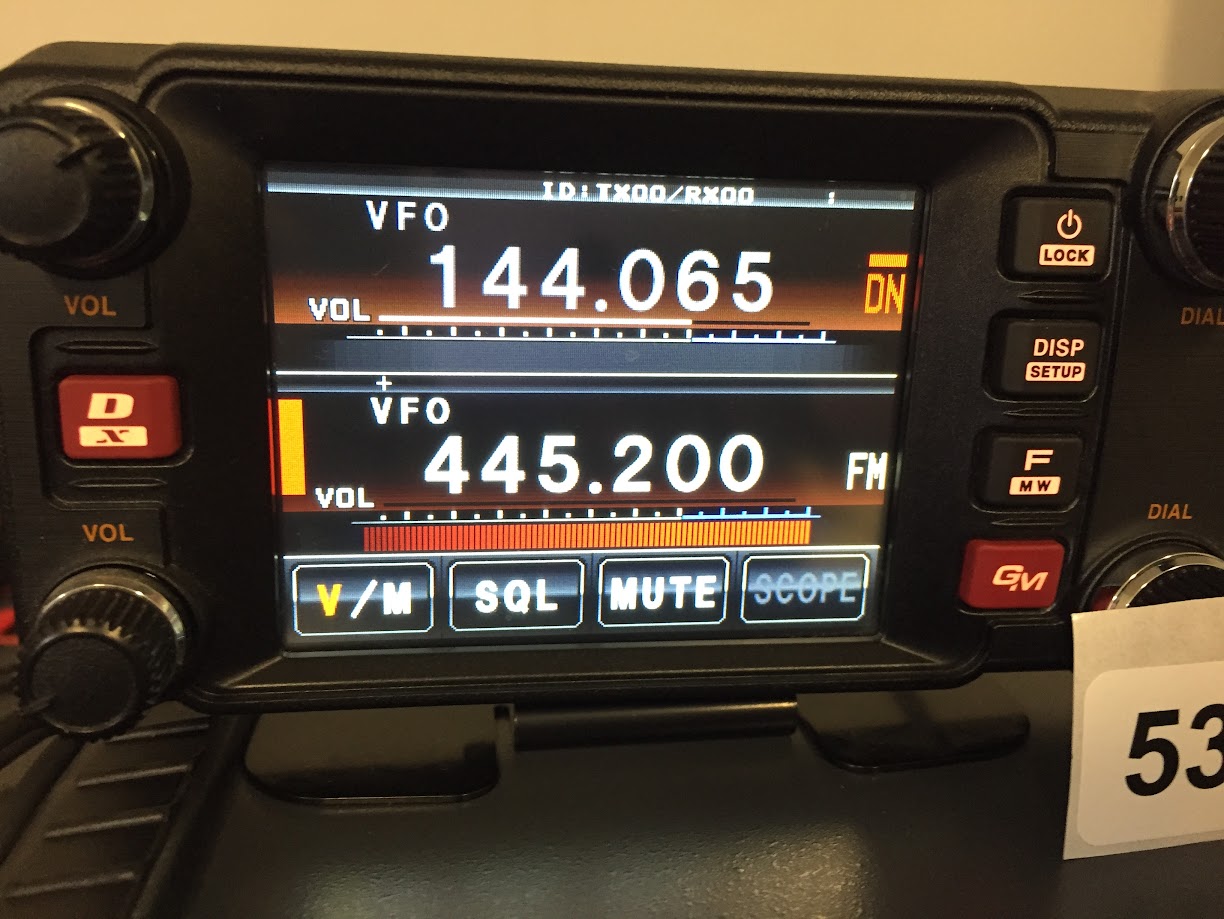 ID:TX00/RX00
VFO
144.065
DN
VOL
+
VFO
445.200
FM
VOL
V/M
SQL
MUTE
SCOPE
VOL
D
X
VOL
LOCK
DISP
SETUP
F
MW
GM
DIAL
DIAL
53